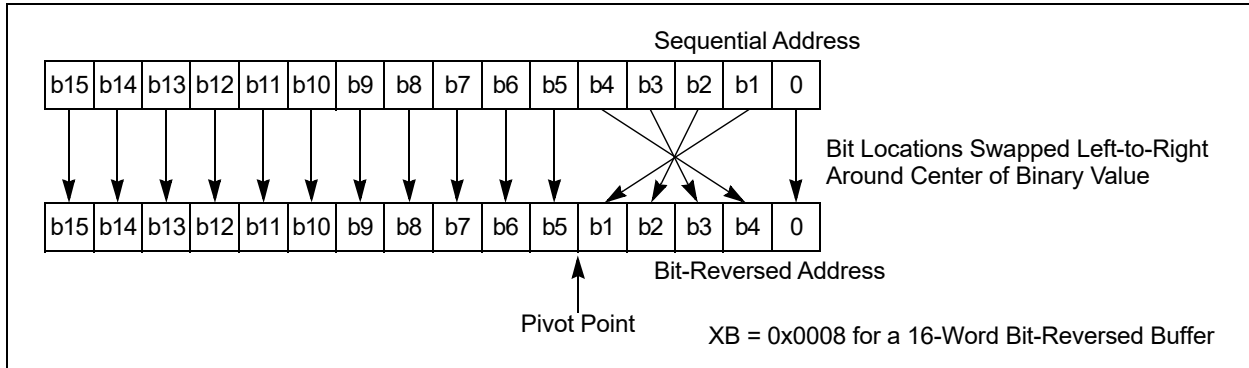 Sequential Address
b15 b14 b13 b12 b11 b10 b9 b8 b7 b6 b5 b4 b3 b2 b1 0
Bit Locations Swapped Left-to-Right
Around Center of Binary Value
b15 b14 b13 b12 b11 b10 b9 b8 b7 b6 b5 b1 b2 b3 b4 0
Bit-Reversed Address
Pivot Point
XB = 0x0008 for a 16-Word Bit-Reversed Buffer